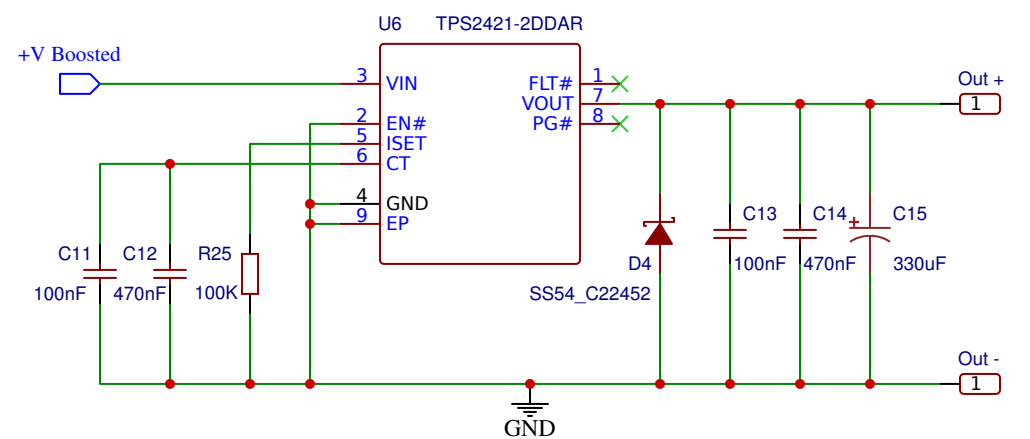 U6 TPS2421-2DDAR
+V Boosted
3 VIN
2 EN#
5 ISET
6 CT
4 GND
9 EP
FLT# 1
VOUT 7
PG# 8
Out +
1
C11
100nF
C12
470nF
R25
100K
D4
SS54_C22452
C13
100nF
C14
470nF
+
C15
330uF
Out -
1
GND